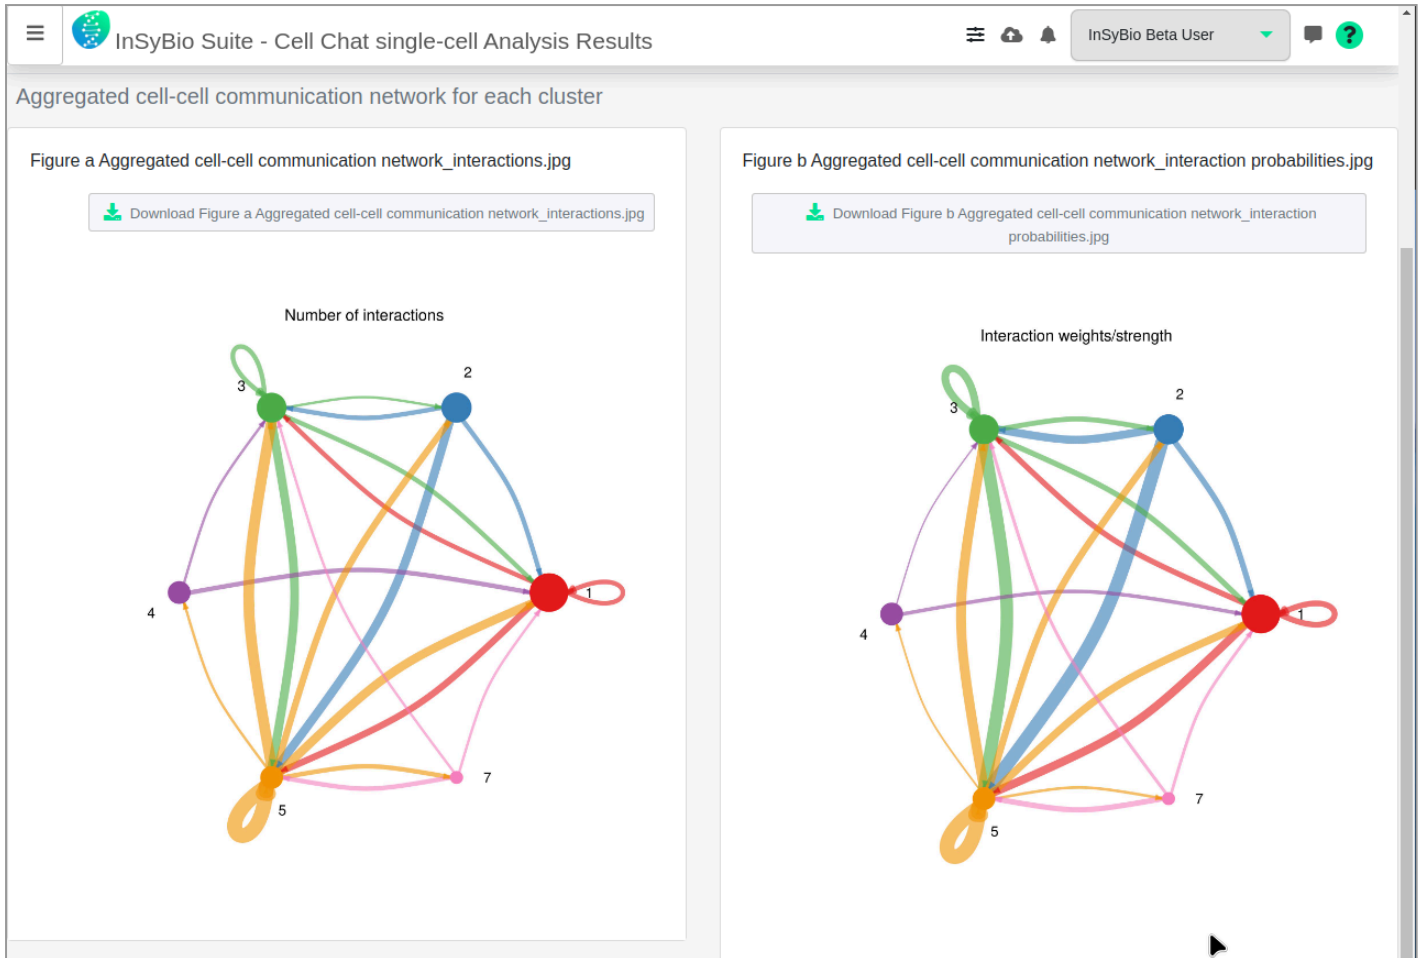 InSyBio Suite - Cell Chat single-cell Analysis Results
InSyBio Beta User
?
Aggregated cell-cell communication network for each cluster
Figure a Aggregated cell-cell communication network_interactions.jpg
Download Figure a Aggregated cell-cell communication network_interactions.jpg
Number of interactions
3
2
1
4
7
5
Figure b Aggregated cell-cell communication network_interaction probabilities.jpg
Download Figure b Aggregated cell-cell communication network_interaction
probabilities.jpg
Interaction weights/strength
3
2
1
4
7
5